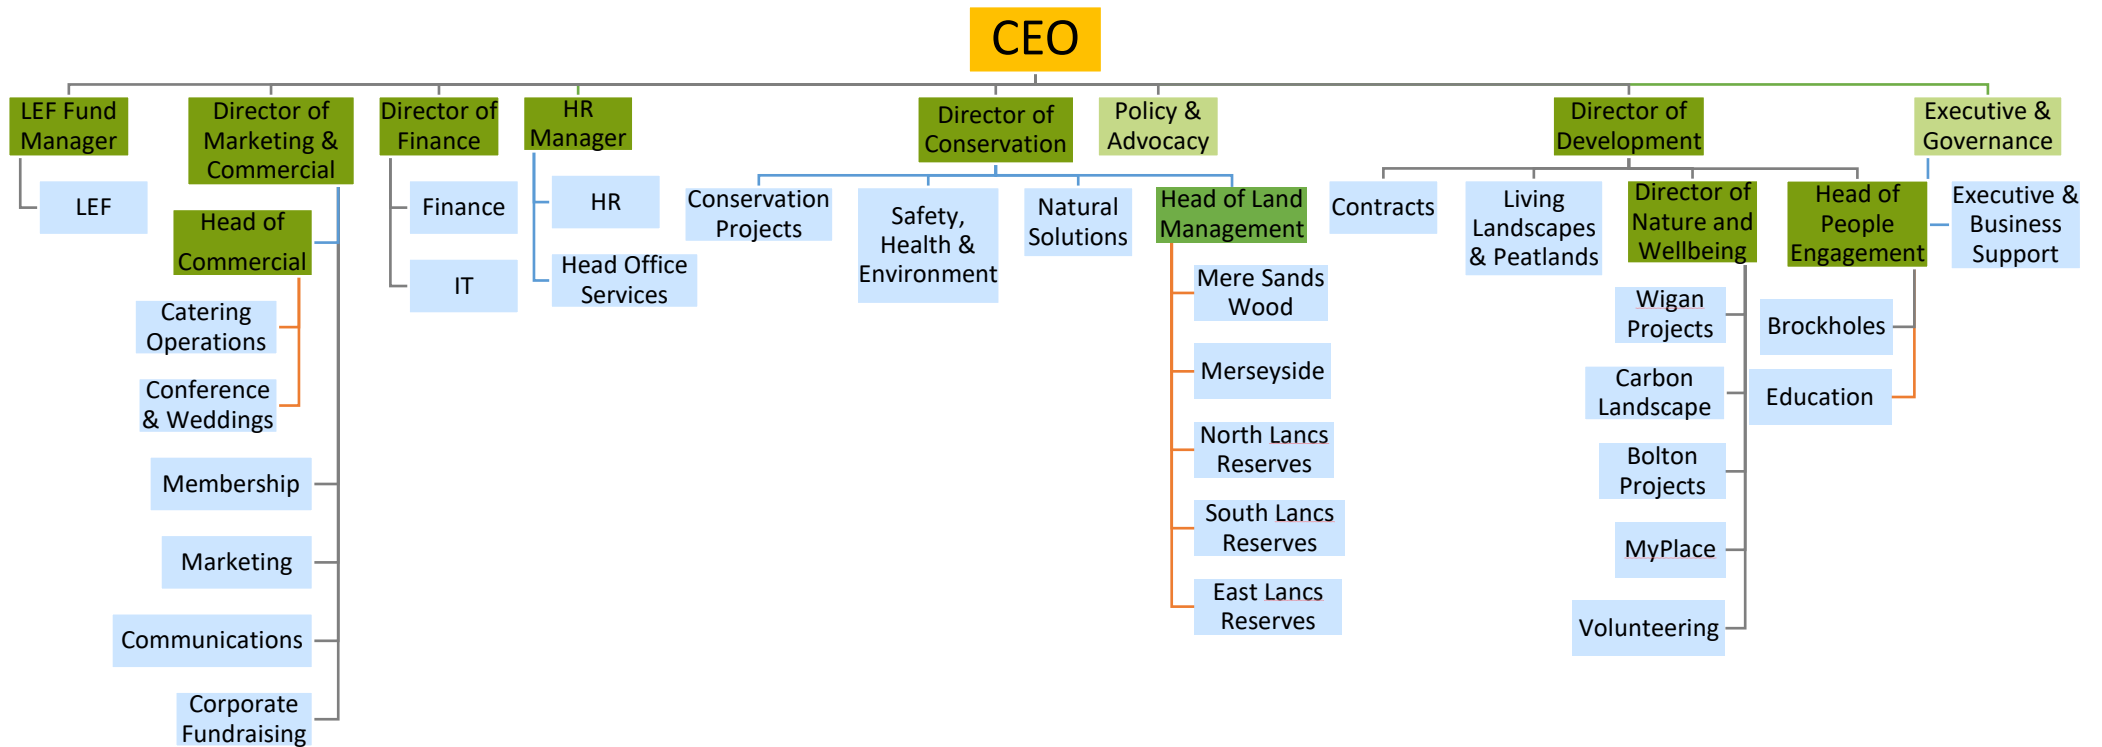 CEO
LEF Fund
Manager
Director of
Marketing &
Commercial
Director of
Finance
HR
Manager
Director of
Conservation
Policy &
Advocacy
Director of
Development
Executive &
Governance
LEF
Head of
Commercial
Catering
Operations
Conference
& Weddings
Membership
Marketing
Communications
Corporate
Fundraising
Finance
IT
HR
Head Office
Services
Conservation
Projects
Safety,
Health &
Environment
Natural
Solutions
Head of Land
Management
Mere Sands
Wood
Merseyside
North Lancs
Reserves
South Lancs
Reserves
East Lancs
Reserves
Contracts
Living
Landscapes
& Peatlands
Director of
Nature and
Wellbeing
Wigan
Projects
Carbon
Landscape
Bolton
Projects
MyPlace
Volunteering
Head of
People
Engagement
Brockholes
Education
Executive &
Business
Support